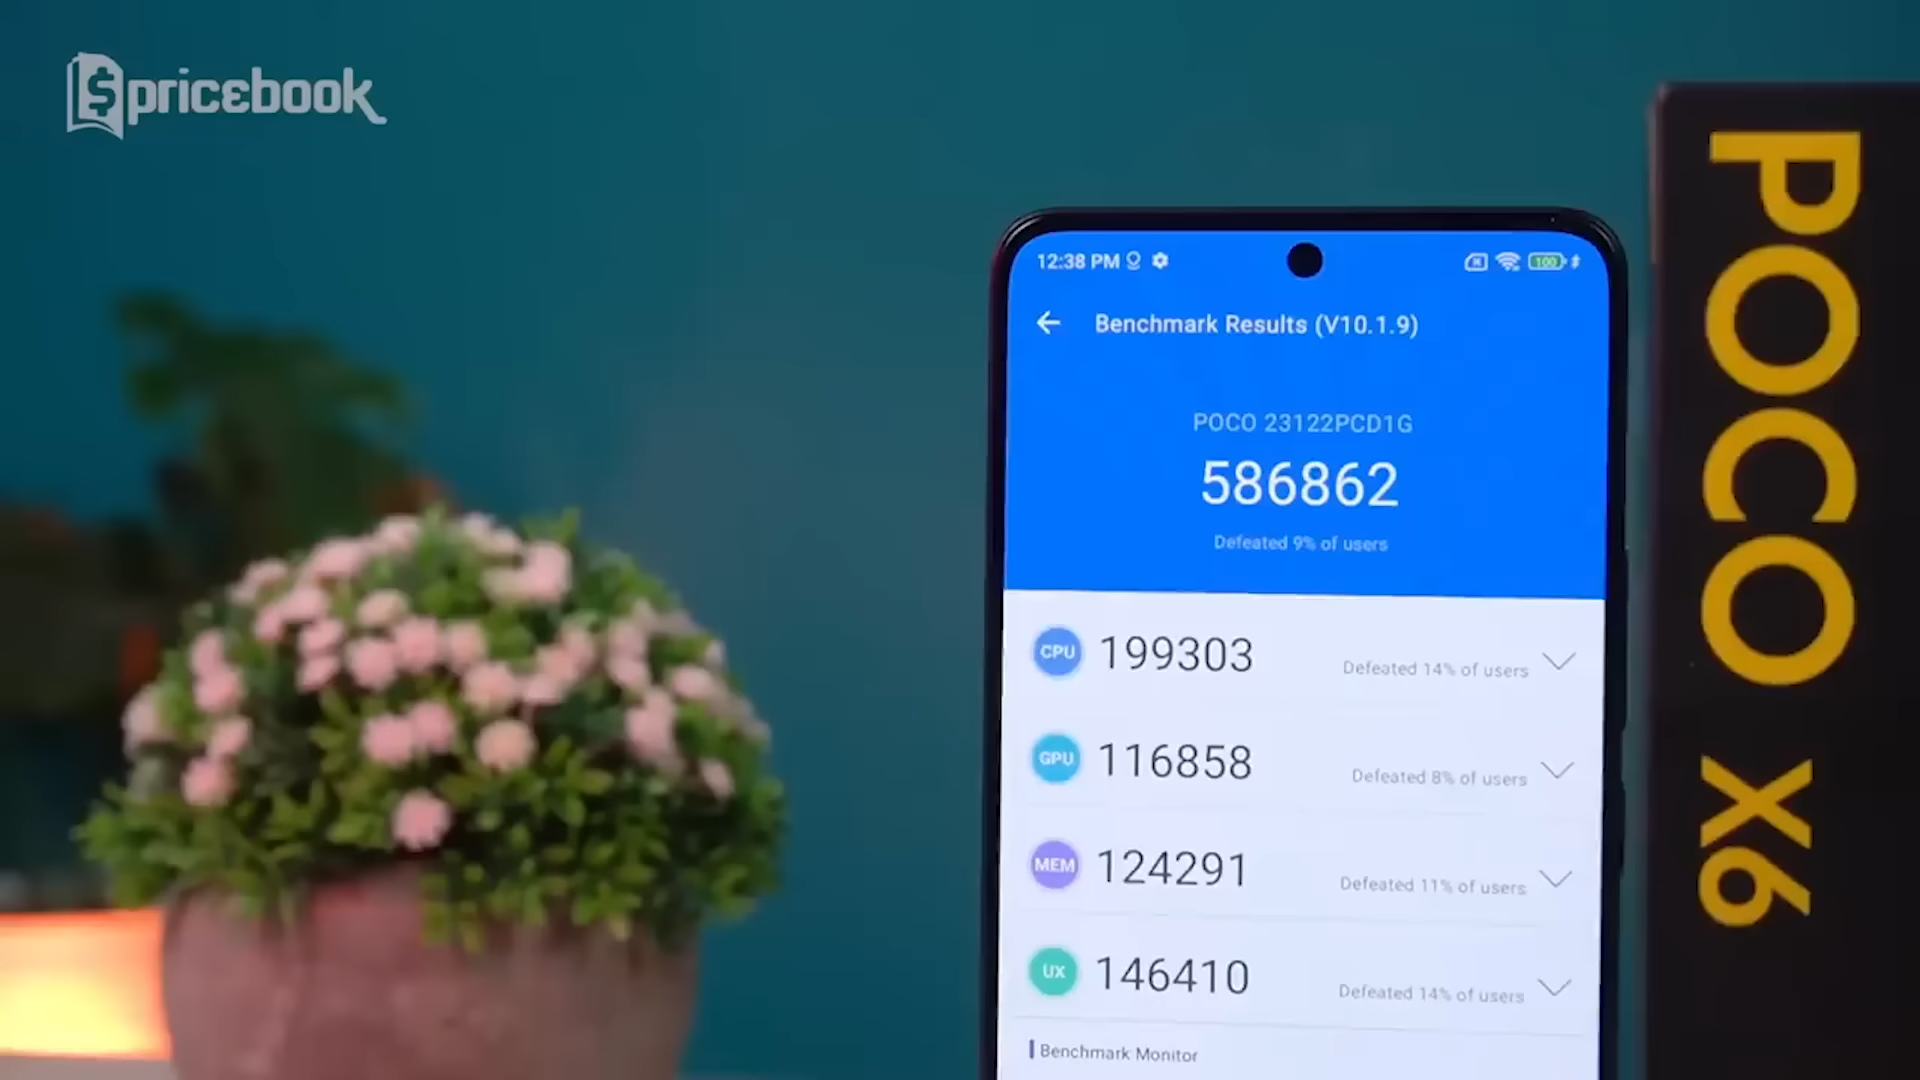 pricebook
12:38 PM
100
Benchmark Results (V10.1.9)
POCO 23122PCD1G
586862
Defeated 9% of users
CPU 199303 Defeated 14% of users
GPU 116858 Defeated 8% of users
MEM 124291 Defeated 11% of users
UX 146410 Defeated 14% of users
Benchmark Monitor
POCO X6